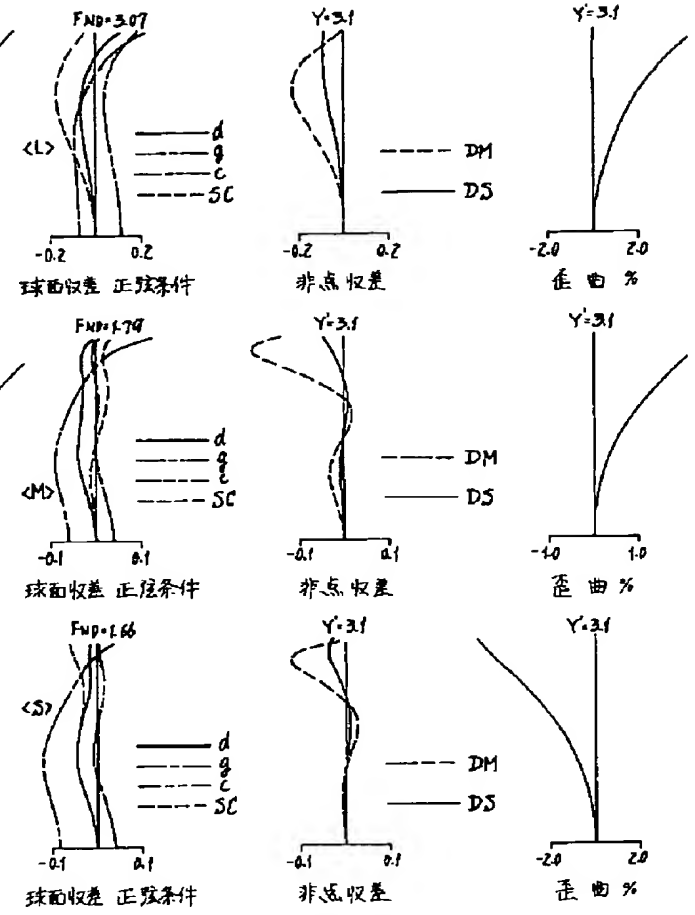 FNO=3.07 Y'=3.1 Y'=3.1
<L>
d
g
c
SC
DM
DS
-0.2 0.2 -0.2 0.2 -2.0 2.0
球面収差 正弦条件 非点収差 歪曲 %
FNO=1.79 Y'=3.1 Y'=3.1
<M>
d
g
c
SC
DM
DS
-0.1 0.1 -0.1 0.1 -1.0 1.0
球面収差 正弦条件 非点収差 歪曲 %
FNO=1.66 Y'=3.1 Y'=3.1
<S>
d
g
c
SC
DM
DS
-0.1 0.1 -0.1 0.1 -2.0 2.0
球面収差 正弦条件 非点収差 歪曲 %